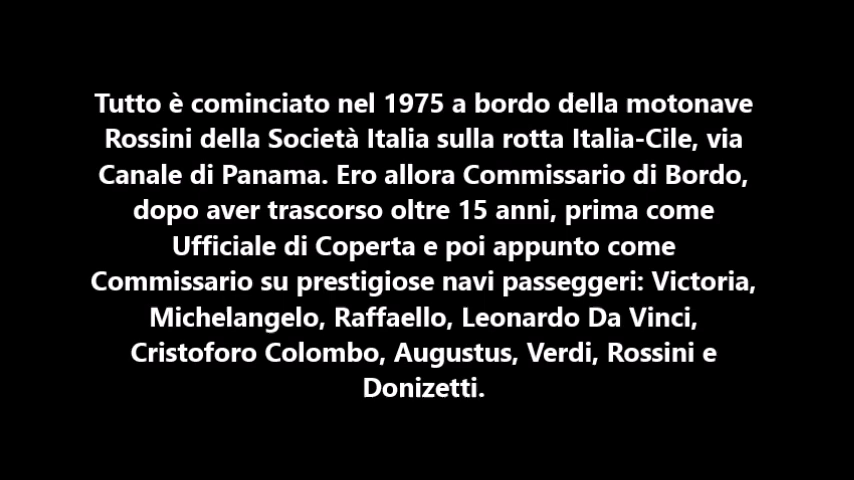 Tutto è cominciato nel 1975 a bordo della motonave
Rossini della Società Italia sulla rotta Italia-Cile, via
Canale di Panama. Ero allora Commissario di Bordo,
dopo aver trascorso oltre 15 anni, prima come
Ufficiale di Coperta e poi appunto come
Commissario su prestigiose navi passeggeri: Victoria,
Michelangelo, Raffaello, Leonardo Da Vinci,
Cristoforo Colombo, Augustus, Verdi, Rossini e
Donizetti.